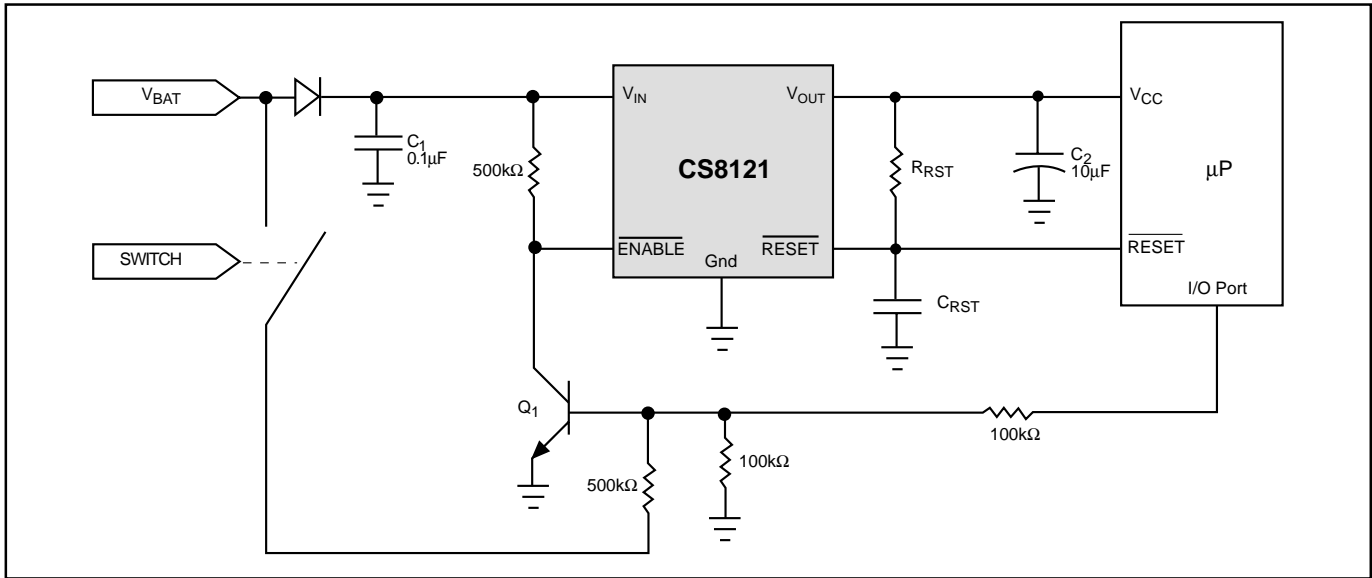 VBAT
C1
0.1µF
500kΩ
VIN
VOUT
CS8121
ENABLE
RESET
Gnd
RRST
C2
10µF
VCC
µP
RESET
I/O Port
SWITCH
CRST
Q1
500kΩ
100kΩ
100kΩ